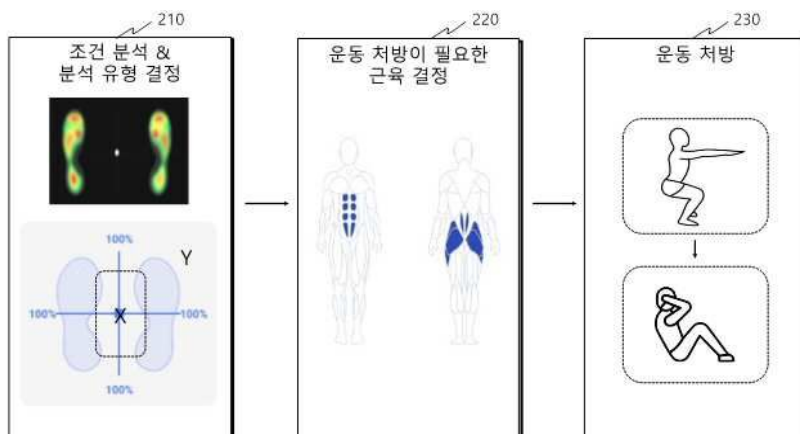 210
조건 분석 &
분석 유형 결정
100%
Y
100%
X
100%
100%
220
운동 처방이 필요한
근육 결정
230
운동 처방